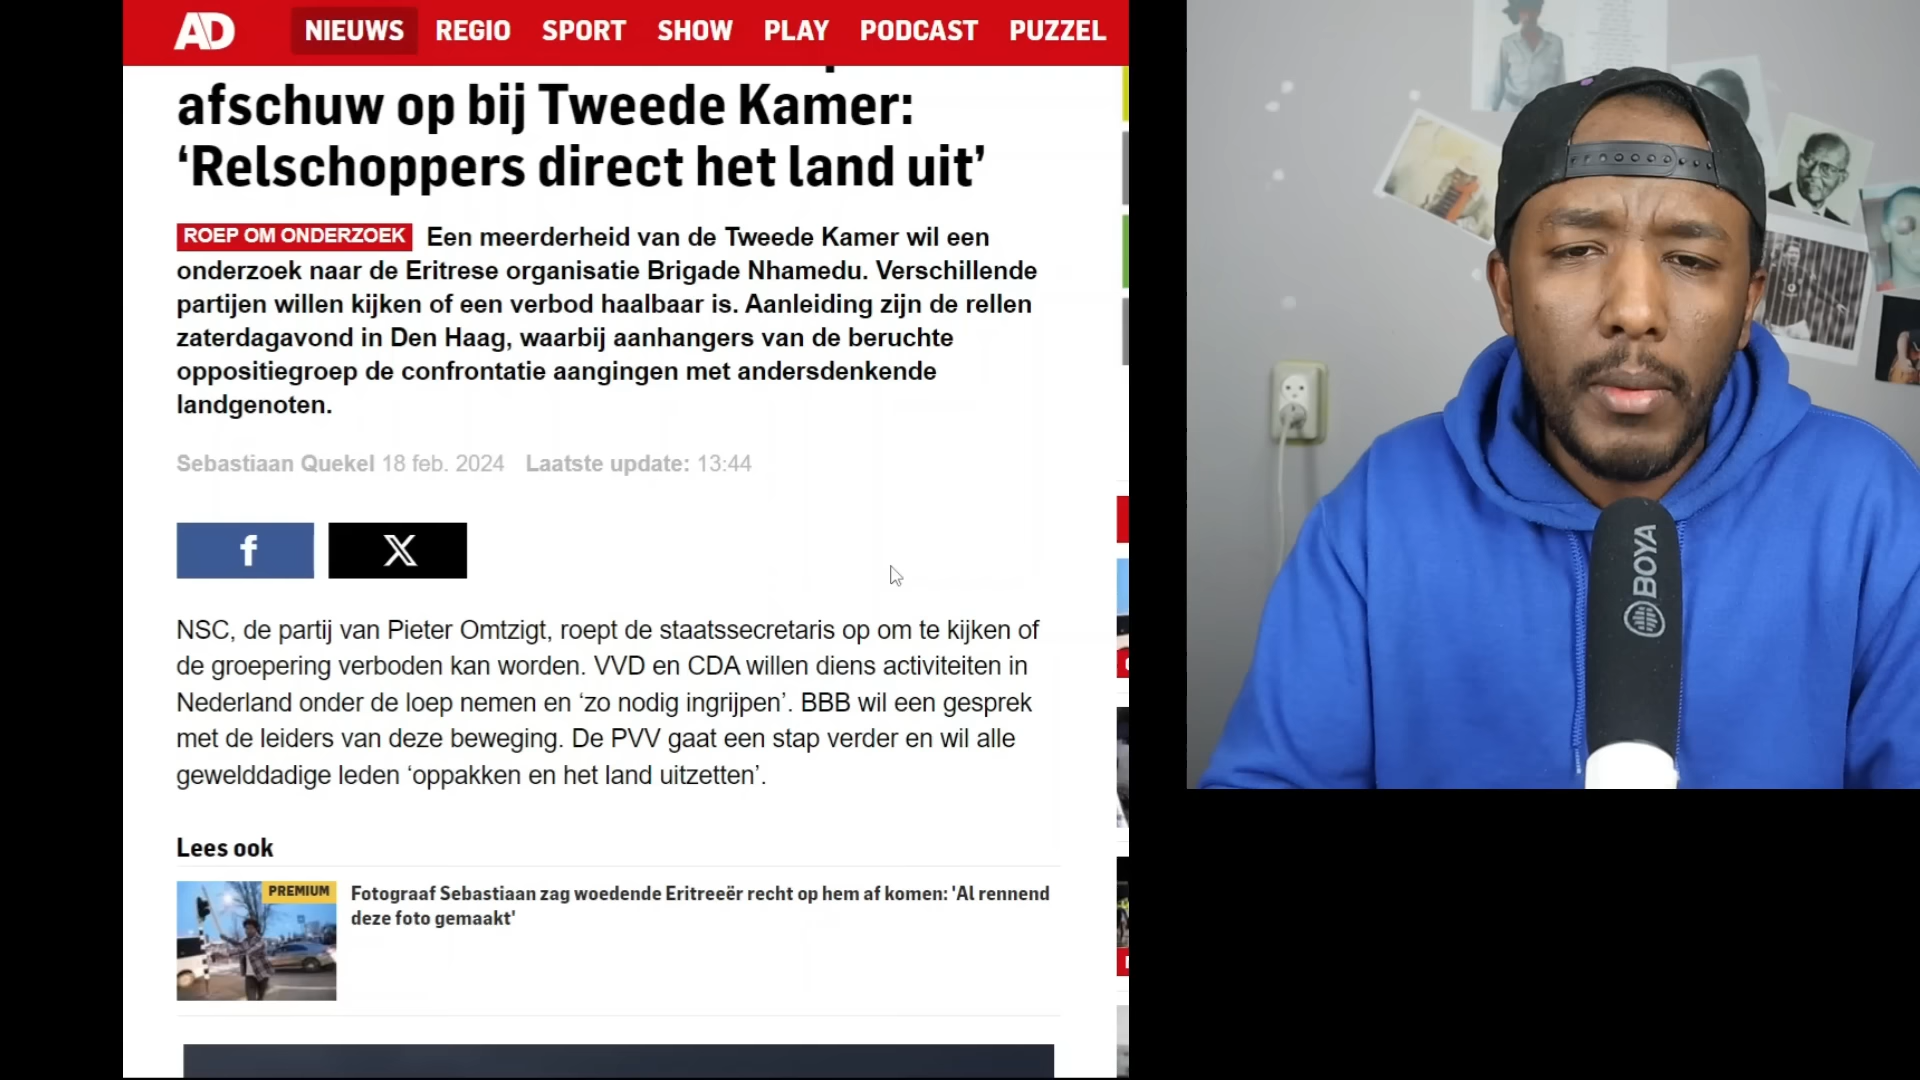 AD NIEUWS REGIO SPORT SHOW PLAY PODCAST PUZZEL
afschuw op bij Tweede Kamer:
‘Relschoppers direct het land uit’
ROEP OM ONDERZOEK Een meerderheid van de Tweede Kamer wil een
onderzoek naar de Eritrese organisatie Brigade Nhamedu. Verschillende
partijen willen kijken of een verbod haalbaar is. Aanleiding zijn de rellen
zaterdagavond in Den Haag, waarbij aanhangers van de beruchte
oppositiegroep de confrontatie aangingen met andersdenkende
landgenoten.
Sebastiaan Quekel 18 feb. 2024 Laatste update: 13:44
f X
NSC, de partij van Pieter Omtzigt, roept de staatssecretaris op om te kijken of
de groepering verboden kan worden. VVD en CDA willen diens activiteiten in
Nederland onder de loep nemen en ‘zo nodig ingrijpen’. BBB wil een gesprek
met de leiders van deze beweging. De PVV gaat een stap verder en wil alle
gewelddadige leden ‘oppakken en het land uitzetten’.
Lees ook
PREMIUM
Fotograaf Sebastiaan zag woedende Eritreeër recht op hem af komen: 'Al rennend
deze foto gemaakt'
BOYA